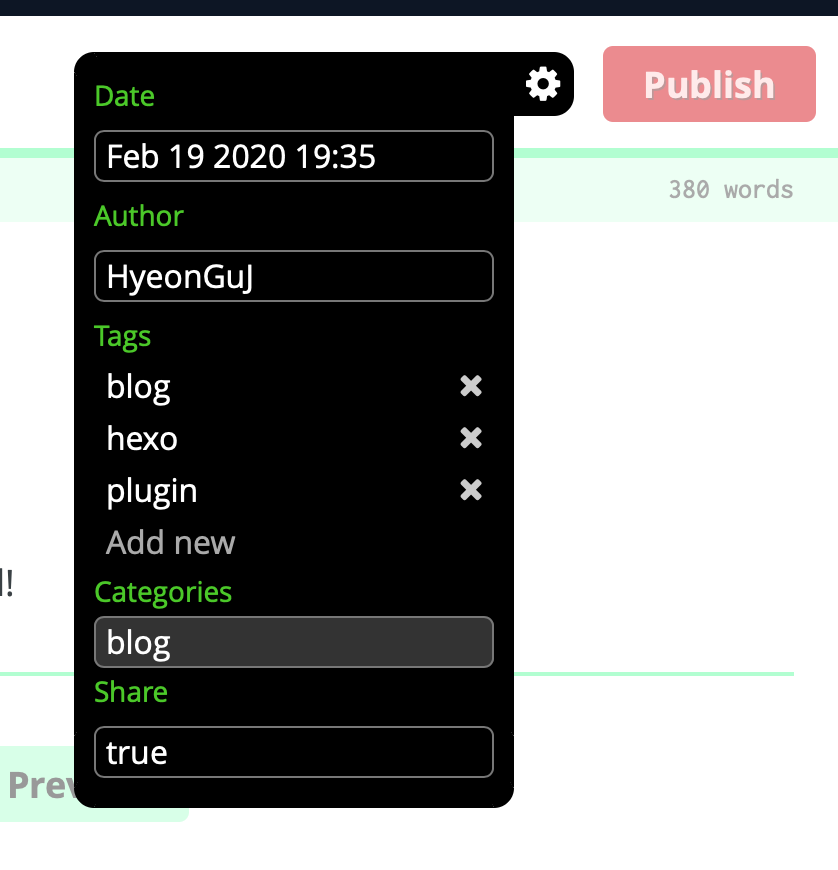 Date
Publish
Feb 19 2020 19:35
380 words
Author
HyeonGuJ
Tags
blog
hexo
plugin
Add new
!
Categories
blog
Share
true